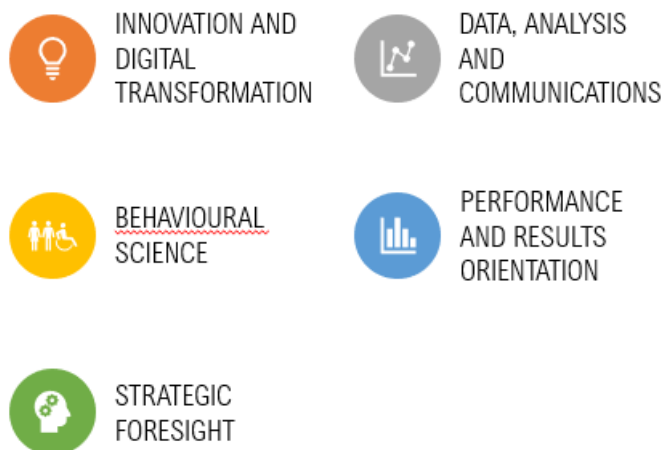 INNOVATION AND
DIGITAL
TRANSFORMATION
DATA, ANALYSIS
AND
COMMUNICATIONS
BEHAVIOURAL
SCIENCE
PERFORMANCE
AND RESULTS
ORIENTATION
STRATEGIC
FORESIGHT